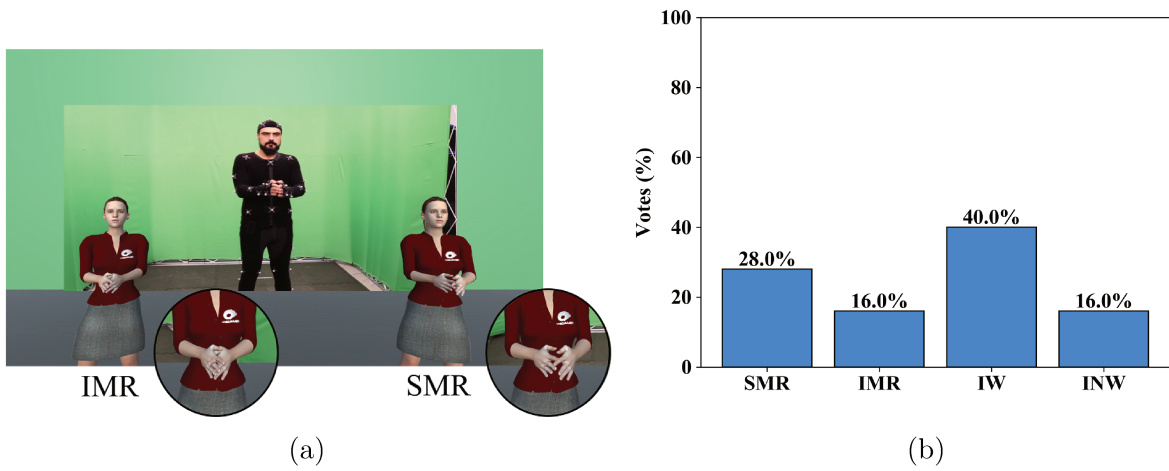 IMR
SMR
(a)
100
80
60
40
20
0
Votes (%)
28.0%
16.0%
40.0%
16.0%
SMR
IMR
IW
INW
(b)